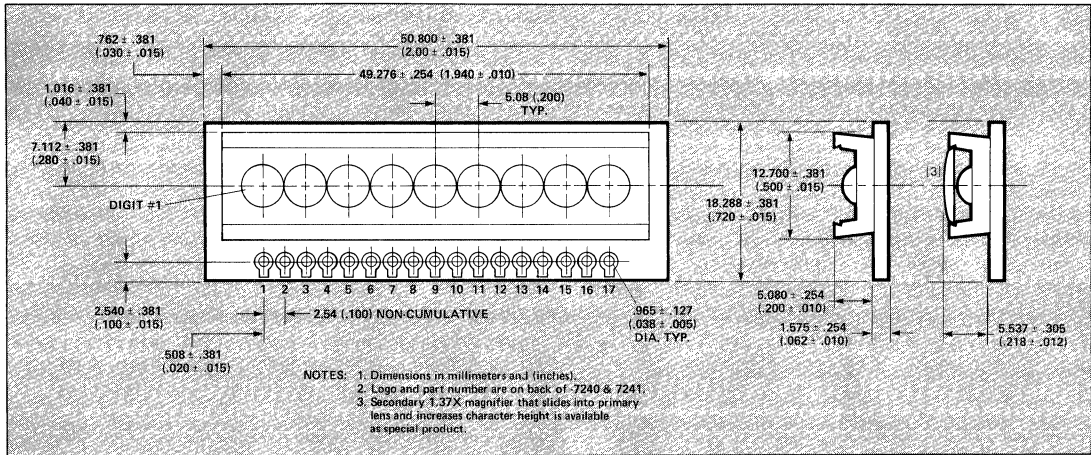 .762 ± .381
(.030 ± .015)
50.800 ± .381
(2.00 ± .015)
49.276 ± .254 (1.940 ± .010)
1.016 ± .381
(.040 ± .015)
5.08 (.200)
TYP.
7.112 ± .381
(.280 ± .015)
DIGIT #1
12.700 ± .381
(.500 ± .015)
18.288 ± .381
(.720 ± .015)
[3]
1 2 3 4 5 6 7 8 9 10 11 12 13 14 15 16 17
2.540 ± .381
(.100 ± .015)
2.54 (.100) NON-CUMULATIVE
.965 ± .127
(.038 ± .005)
DIA. TYP.
5.080 ± .254
(.200 ± .010)
1.575 ± .254
(.062 ± .010)
5.537 ± .305
(.218 ± .012)
.508 ± .381
(.020 ± .015)
NOTES: 1. Dimensions in millimeters and (inches).
2. Logo and part number are on back of -7240 & 7241.
3. Secondary 1.37X magnifier that slides into primary
lens and increases character height is available
as special product.